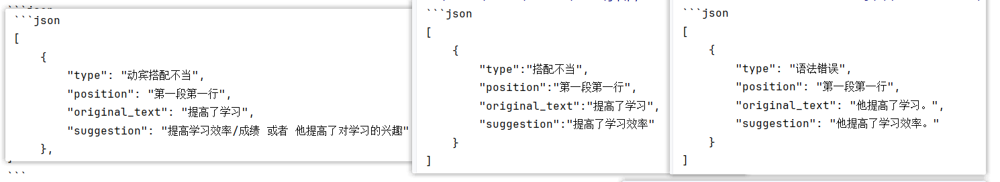 ```json
[
{
"type": "动宾搭配不当",
"position": "第一段第一行",
"original_text": "提高了学习",
"suggestion": "提高学习效率/成绩 或者 他提高了对学习的兴趣"
},
```json
[
{
"type":"搭配不当",
"position":"第一段第一行",
"original_text":"提高了学习",
"suggestion":"提高了学习效率"
}
]
```json
[
{
"type": "语法错误",
"position": "第一段第一行",
"original_text": "他提高了学习。",
"suggestion": "他提高了学习效率。"
}
]